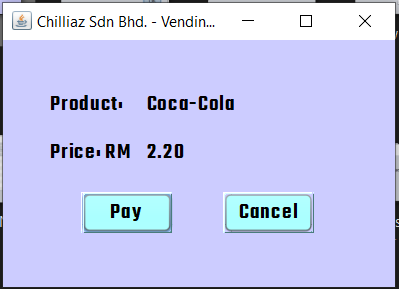 Chilliaz Sdn Bhd. - Vendin...
Product: Coca-Cola
Price:RM 2.20
Pay Cancel